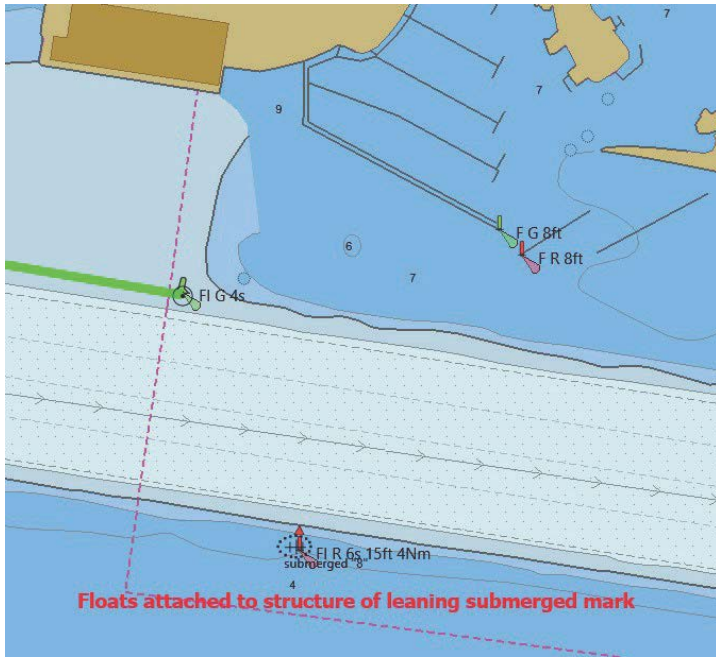 7
9
7
F G 8ft
6
F R 8ft
7
Fl G 4s
Fl R 6s 15ft 4Nm
submerged "8"
4
Floats attached to structure of leaning submerged mark